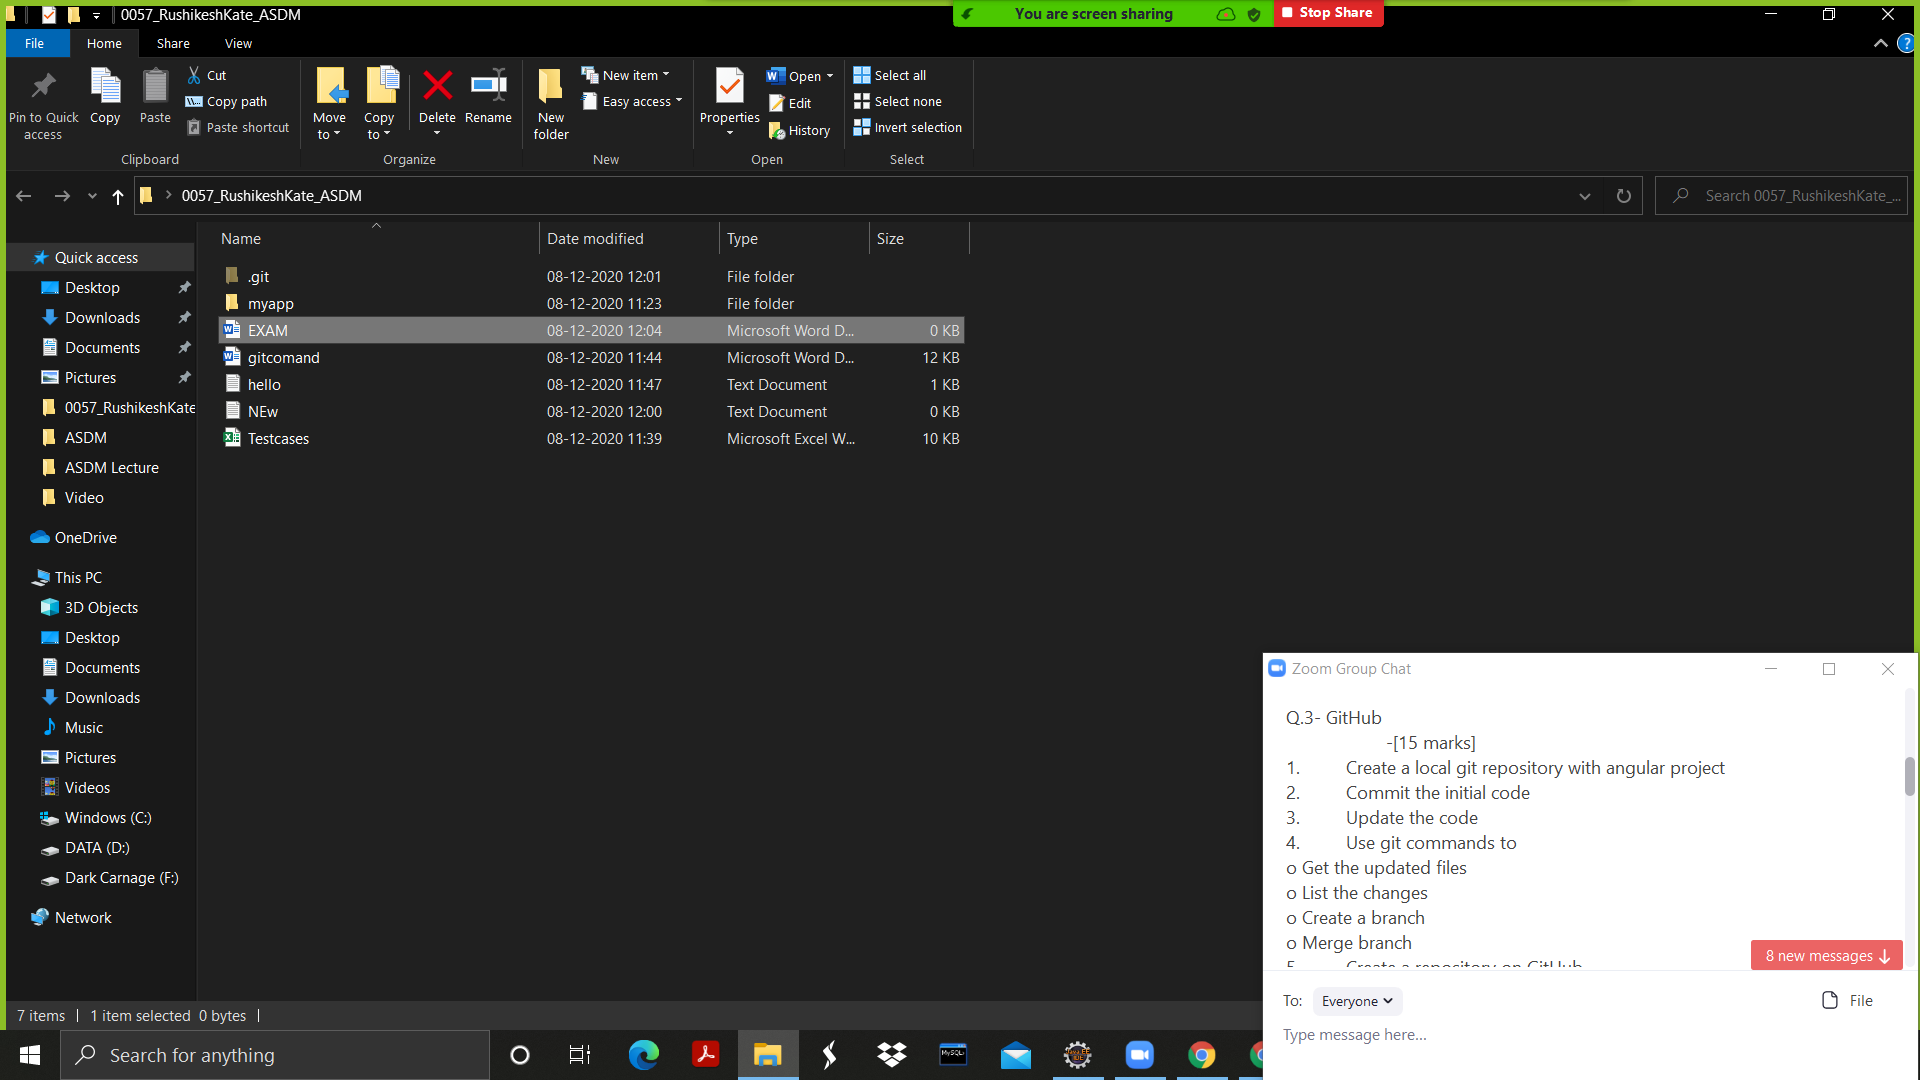 0057_RushikeshKate_ASDM
You are screen sharing
Stop Share
File
Home
Share
View
Pin to Quick access
Copy
Paste
Cut
Copy path
Paste shortcut
Clipboard
Move to
Copy to
Delete
Rename
Organize
New folder
New item
Easy access
New
Properties
Open
Edit
History
Open
Select all
Select none
Invert selection
Select
0057_RushikeshKate_ASDM
Search 0057_RushikeshKate_...
Name Date modified Type Size
.git 08-12-2020 12:01 File folder
myapp 08-12-2020 11:23 File folder
EXAM 08-12-2020 12:04 Microsoft Word D... 0 KB
gitcomand 08-12-2020 11:44 Microsoft Word D... 12 KB
hello 08-12-2020 11:47 Text Document 1 KB
NEw 08-12-2020 12:00 Text Document 0 KB
Testcases 08-12-2020 11:39 Microsoft Excel W... 10 KB
Quick access
Desktop
Downloads
Documents
Pictures
0057_RushikeshKate
ASDM
ASDM Lecture
Video
OneDrive
This PC
3D Objects
Desktop
Documents
Downloads
Music
Pictures
Videos
Windows (C:)
DATA (D:)
Dark Carnage (F:)
Network
7 items 1 item selected 0 bytes
Zoom Group Chat
Q.3- GitHub
-[15 marks]
1. Create a local git repository with angular project
2. Commit the initial code
3. Update the code
4. Use git commands to
o Get the updated files
o List the changes
o Create a branch
o Merge branch
5. Create a repository on GitHub
8 new messages
To: Everyone
File
Type message here...
Search for anything
MySQL